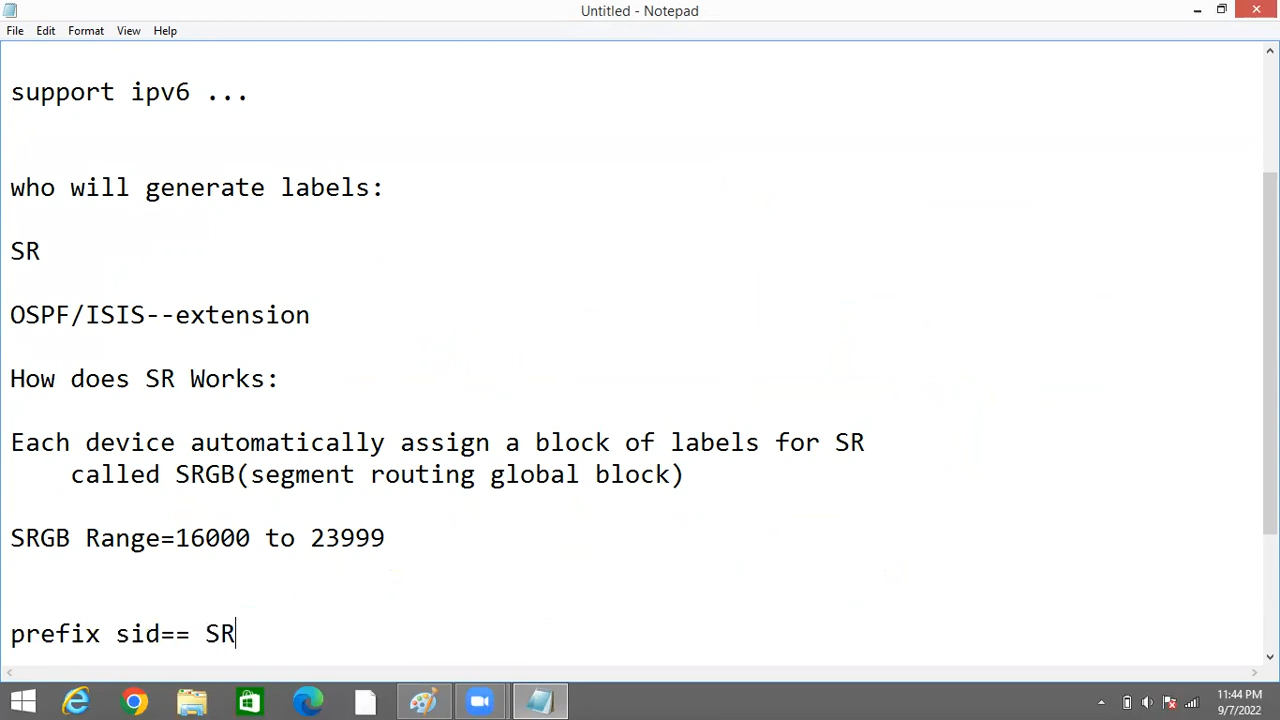 Untitled - Notepad
File Edit Format View Help
support ipv6 ...
who will generate labels:
SR
OSPF/ISIS--extension
How does SR Works:
Each device automatically assign a block of labels for SR
called SRGB(segment routing global block)
SRGB Range=16000 to 23999
prefix sid== SR
11:44 PM
9/7/2022